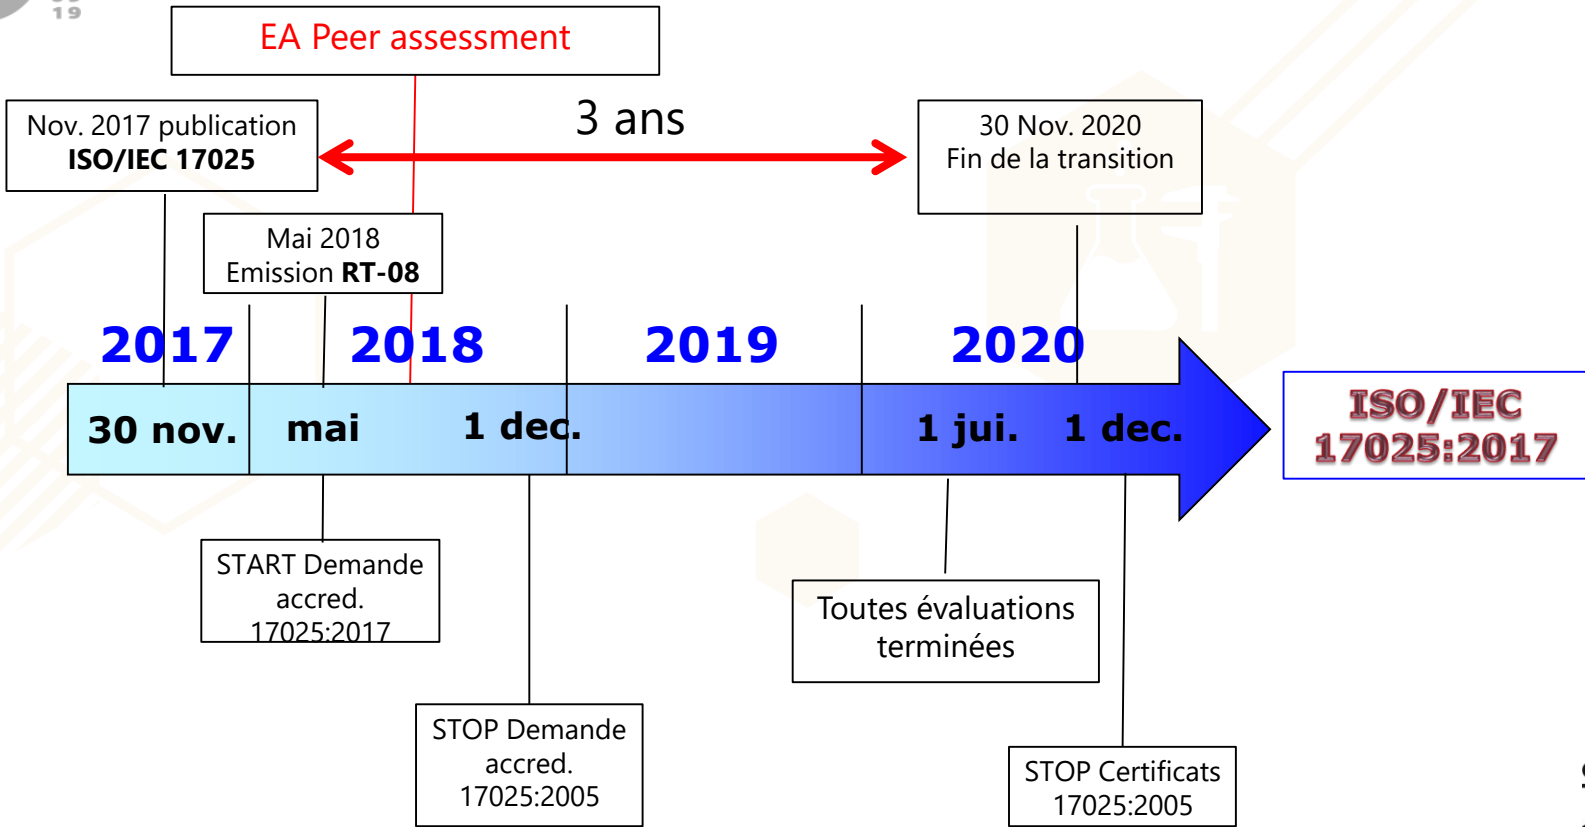 19
EA Peer assessment
Nov. 2017 publication
ISO/IEC 17025
3 ans
30 Nov. 2020
Fin de la transition
Mai 2018
Emission RT-08
2017
2018
2019
2020
30 nov.
mai
1 dec.
1 jui.
1 dec.
ISO/IEC
17025:2017
START Demande
accred.
17025:2017
Toutes évaluations
terminées
STOP Demande
accred.
17025:2005
STOP Certificats
17025:2005